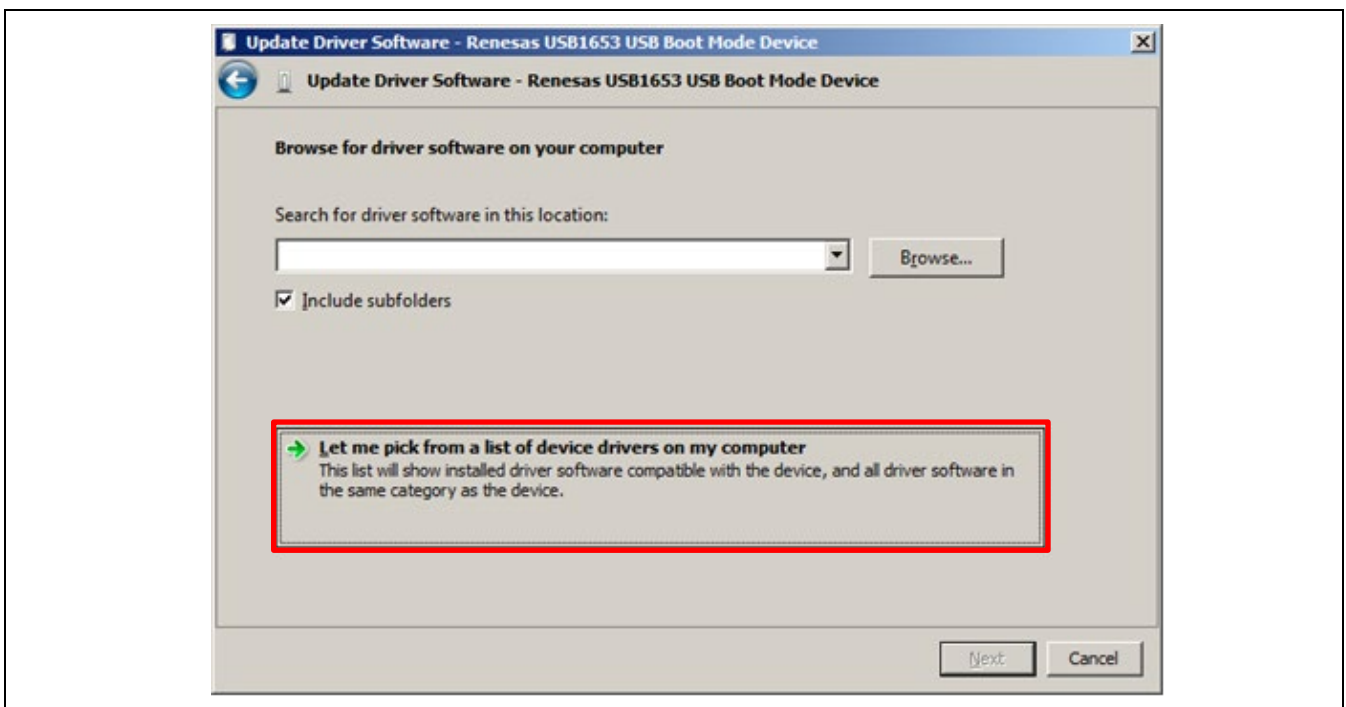 Update Driver Software - Renesas USB1653 USB Boot Mode Device
Update Driver Software - Renesas USB1653 USB Boot Mode Device
Browse for driver software on your computer
Search for driver software in this location:
Browse...
Include subfolders
Let me pick from a list of device drivers on my computer
This list will show installed driver software compatible with the device, and all driver software in
the same category as the device.
Next Cancel